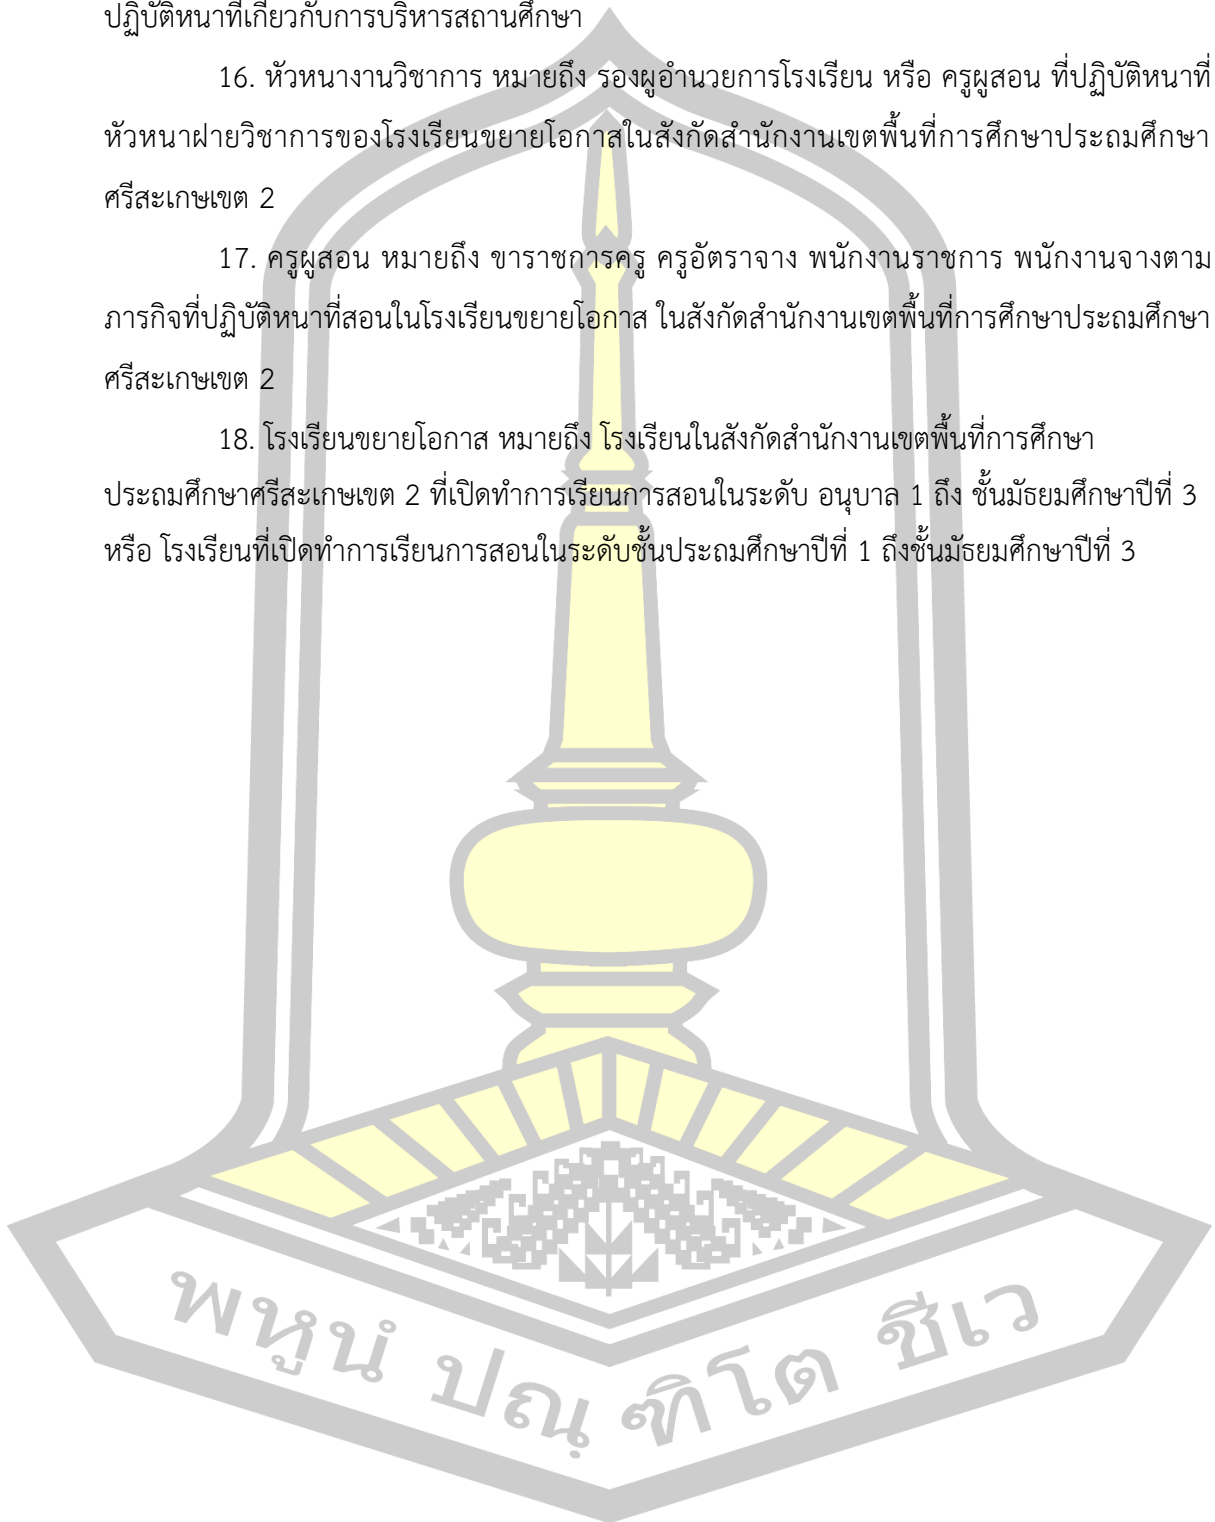 ปฏิบัติหนาที่เกี่ยวกับการบริหารสถานศึกษา
16. หัวหนางานวิชาการ หมายถึง รองผูอำนวยการโรงเรียน หรือ ครูผูสอน ที่ปฏิบัติหนาที่
หัวหนาฝายวิชาการของโรงเรียนขยายโอกาสในสังกัดสำนักงานเขตพื้นที่การศึกษาประถมศึกษา
ศรีสะเกษเขต 2
17. ครูผูสอน หมายถึง ขาราชการครู ครูอัตราจาง พนักงานราชการ พนักงานจางตาม
ภารกิจที่ปฏิบัติหนาที่สอนในโรงเรียนขยายโอกาส ในสังกัดสำนักงานเขตพื้นที่การศึกษาประถมศึกษา
ศรีสะเกษเขต 2
18. โรงเรียนขยายโอกาส หมายถึง โรงเรียนในสังกัดสำนักงานเขตพื้นที่การศึกษา
ประถมศึกษาศรีสะเกษเขต 2 ที่เปิดทำการเรียนการสอนในระดับ อนุบาล 1 ถึง ชั้นมัธยมศึกษาปีที่ 3
หรือ โรงเรียนที่เปิดทำการเรียนการสอนในระดับชั้นประถมศึกษาปีที่ 1 ถึงชั้นมัธยมศึกษาปีที่ 3
พหูนํ ปณฺ ฑิโต ชีเว